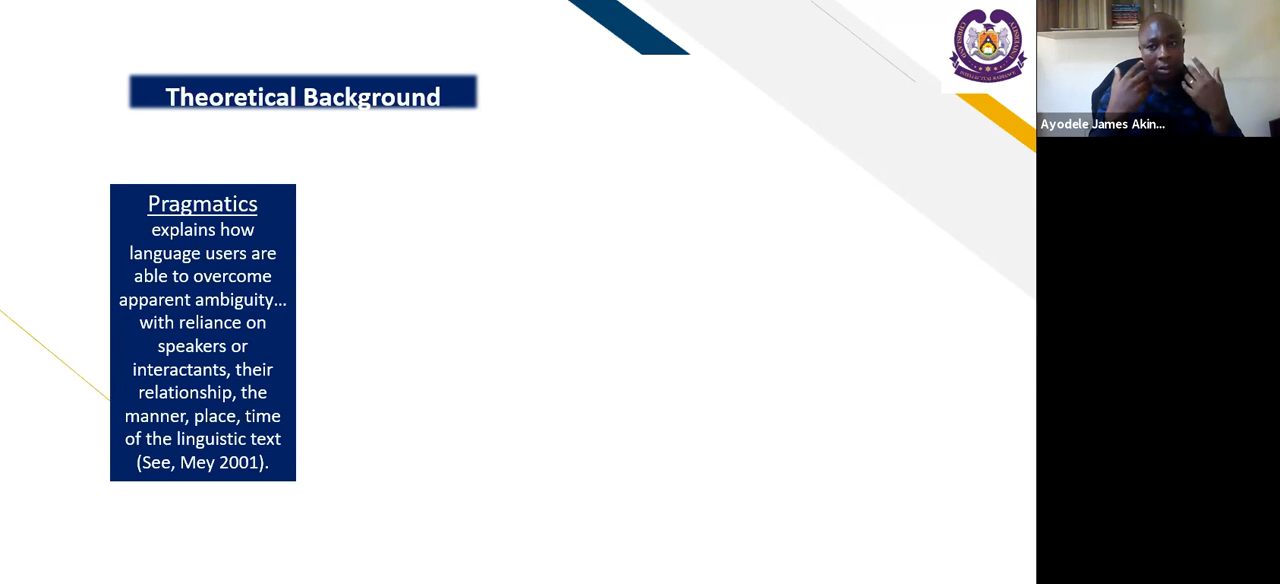 Theoretical Background
Ayodele James Akin...
Pragmatics
explains how
language users are
able to overcome
apparent ambiguity...
with reliance on
speakers or
interactants, their
relationship, the
manner, place, time
of the linguistic text
(See, Mey 2001).